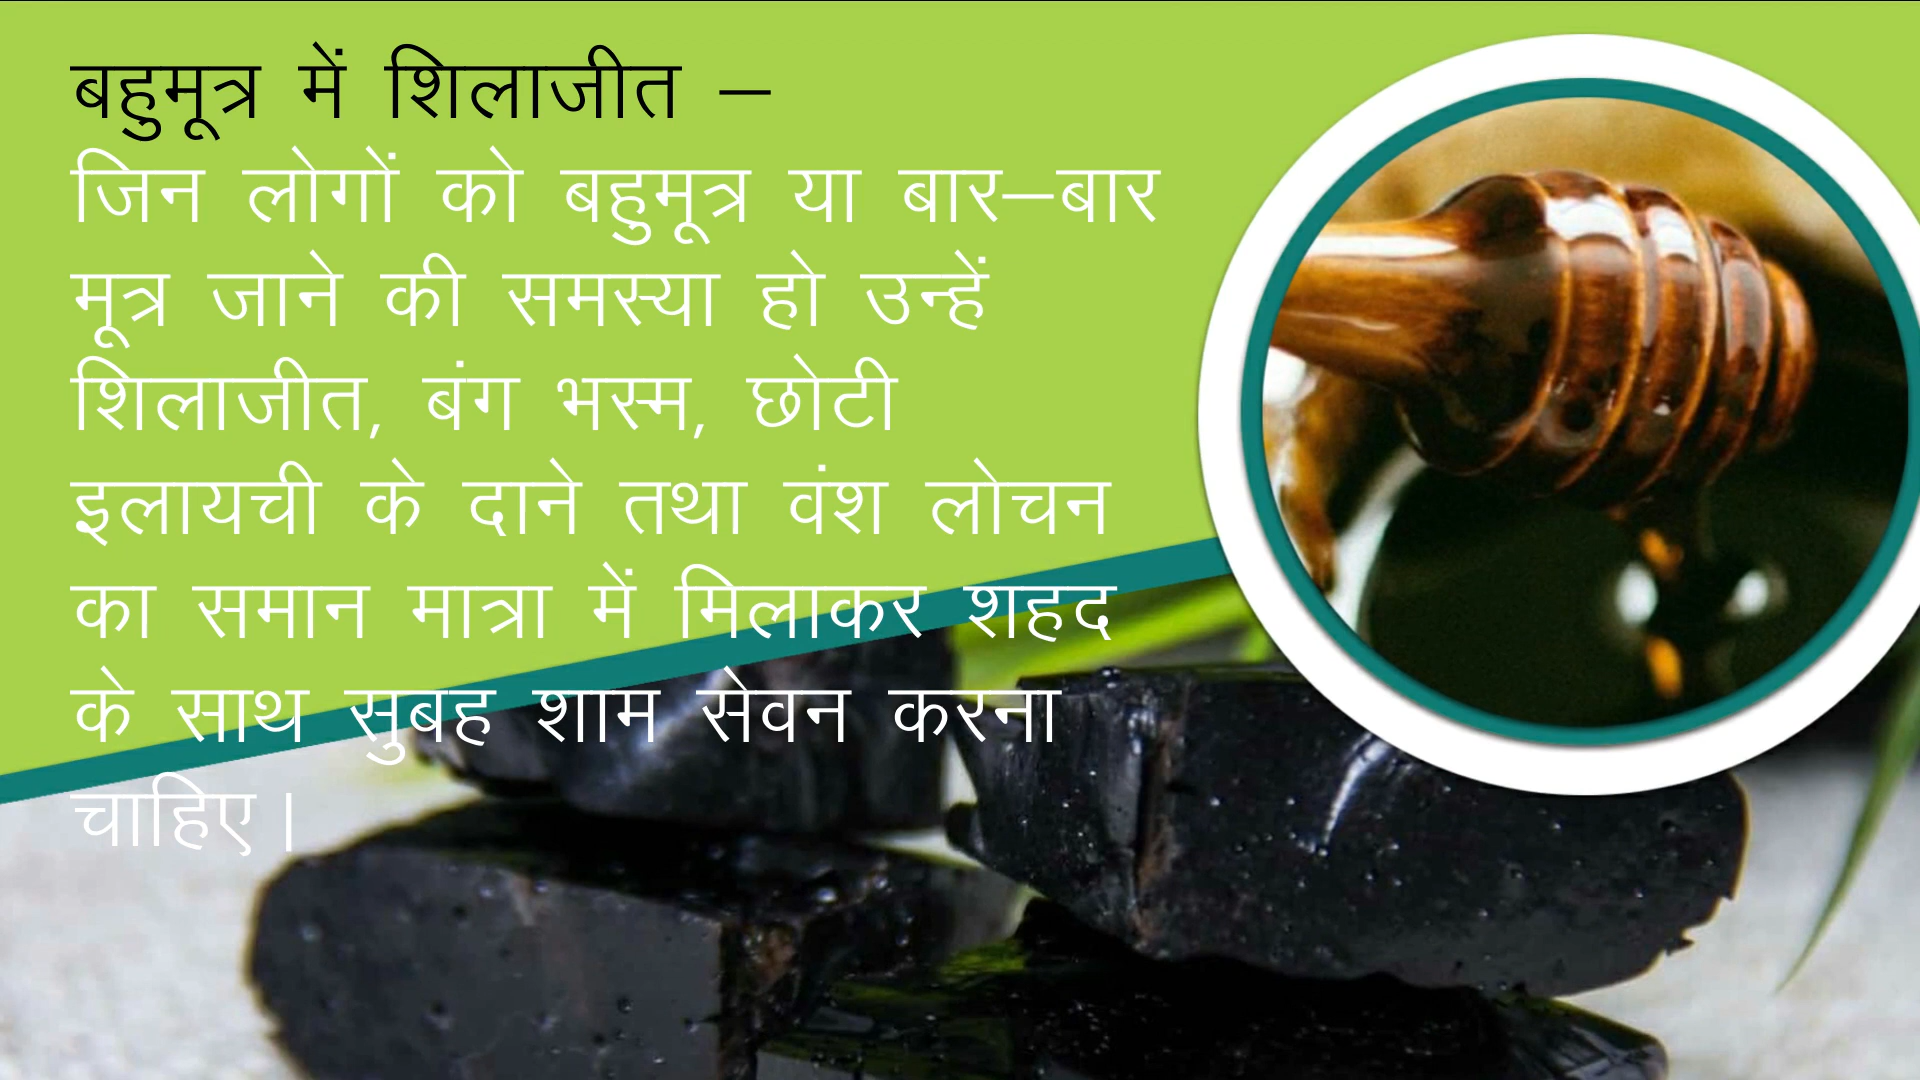 बहुमूत्र में शिलाजीत –
जिन लोगों को बहुमूत्र या बार–बार
मूत्र जाने की समस्या हो उन्हें
शिलाजीत, बंग भस्म, छोटी
इलायची के दाने तथा वंश लोचन
का समान मात्रा में मिलाकर शहद
के साथ सुबह शाम सेवन करना
चाहिए।